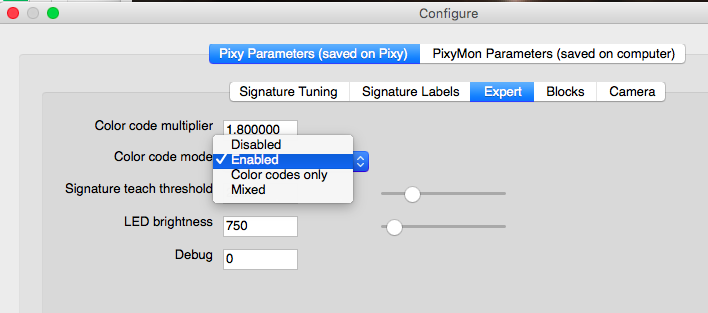 Configure
Pixy Parameters (saved on Pixy) PixyMon Parameters (saved on computer)
Signature Tuning Signature Labels Expert Blocks Camera
Color code multiplier 1.800000
Disabled
Color code mode ✓ Enabled
Color codes only
Signature teach threshold Mixed
LED brightness 750
Debug 0